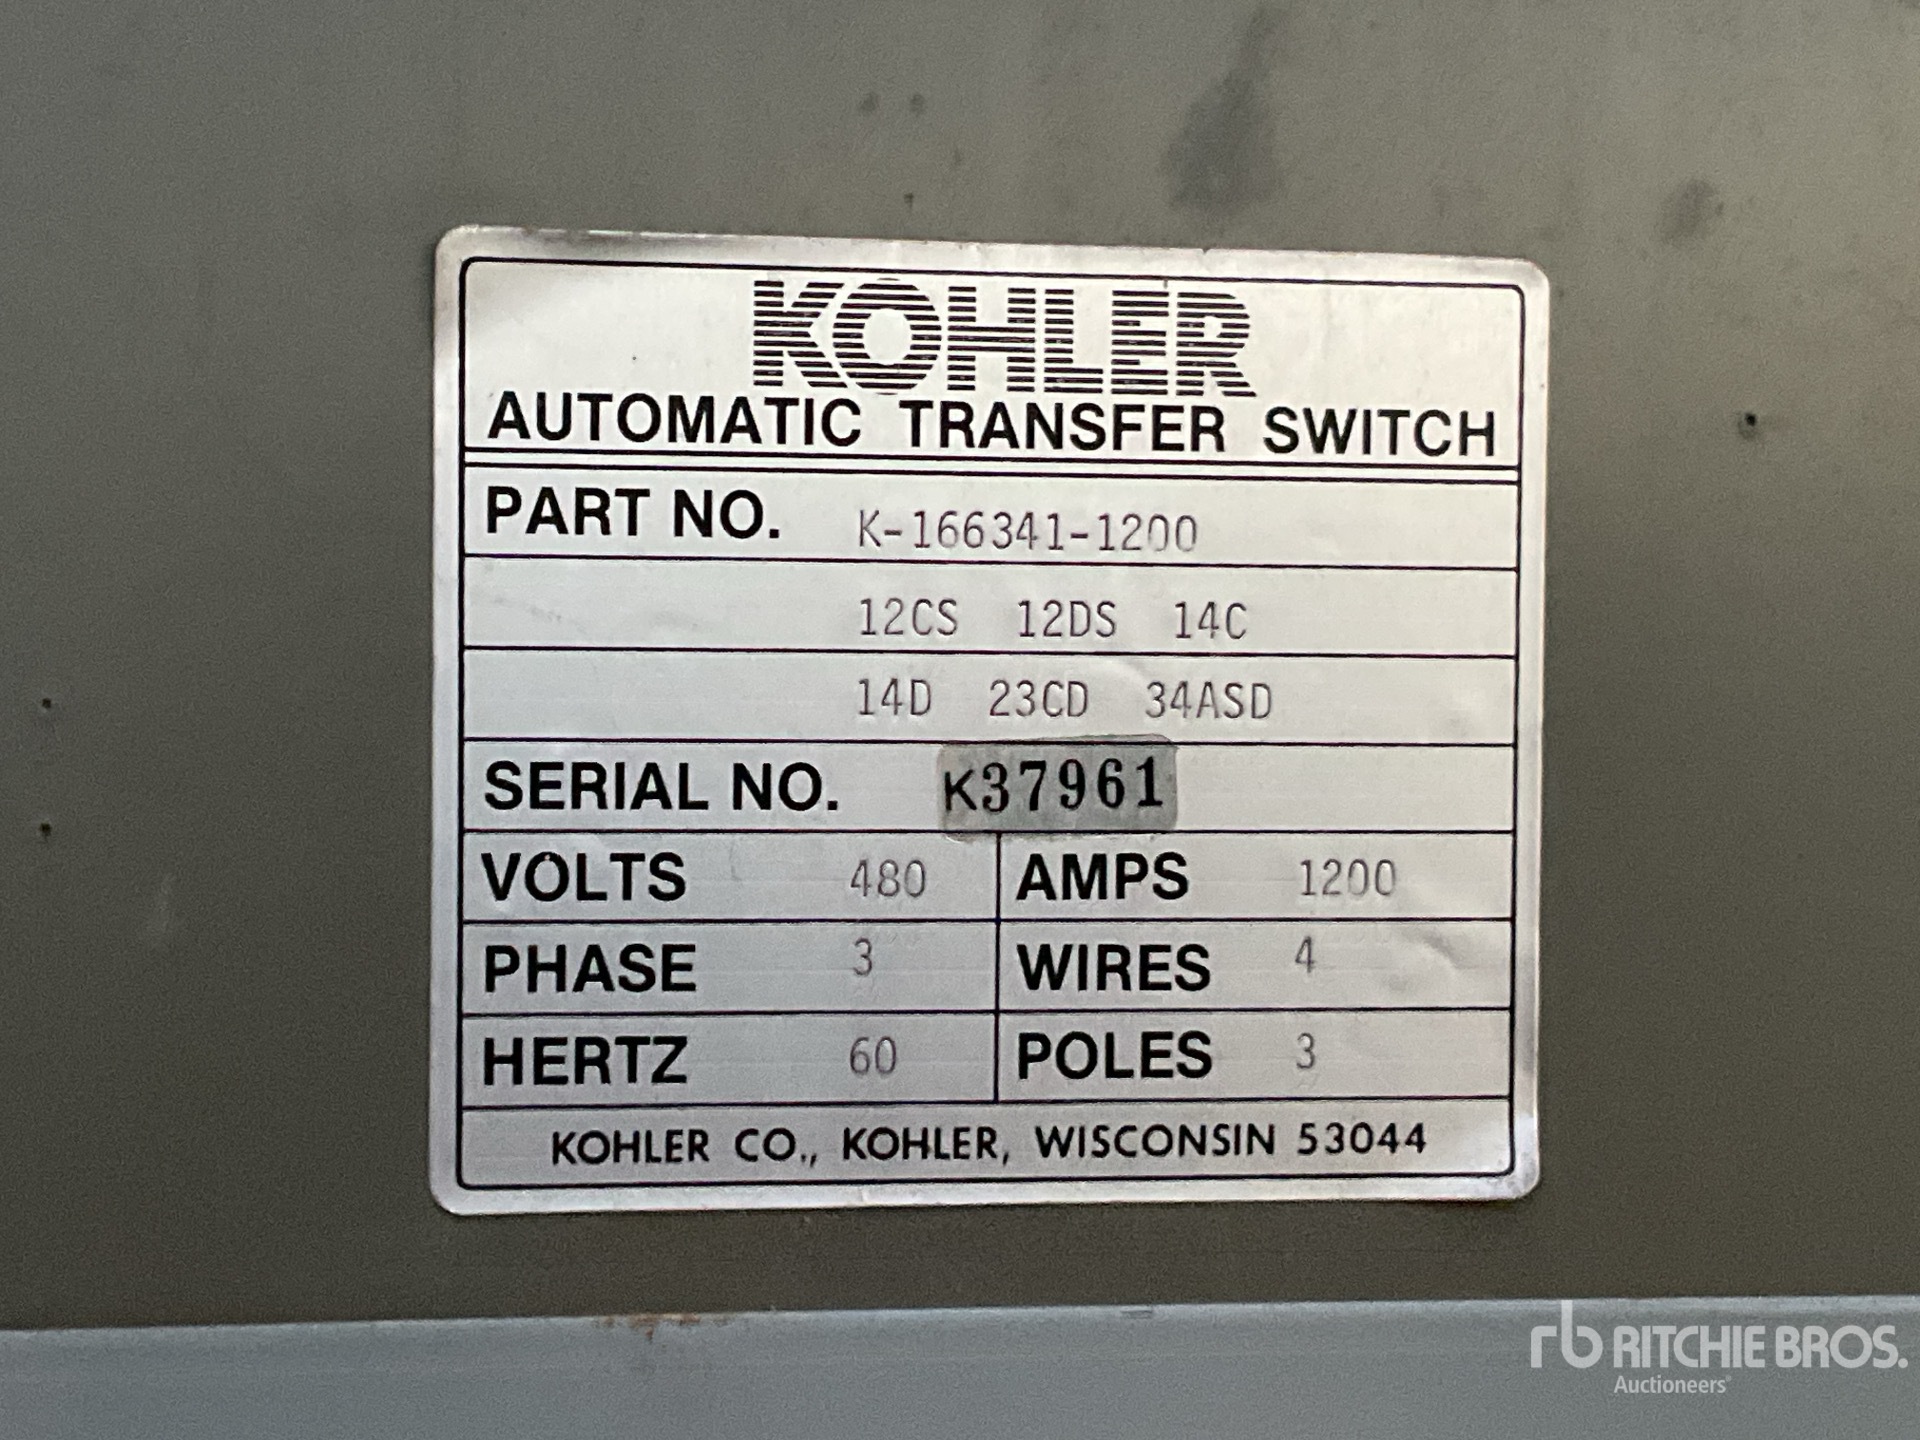 KOHLER
AUTOMATIC TRANSFER SWITCH
PART NO. K-166341-1200
12CS 12DS 14C
14D 23CD 34ASD
SERIAL NO. K37961
VOLTS 480 AMPS 1200
PHASE 3 WIRES 4
HERTZ 60 POLES 3
KOHLER CO., KOHLER, WISCONSIN 53044
rb RITCHIE BROS.
Auctioneers